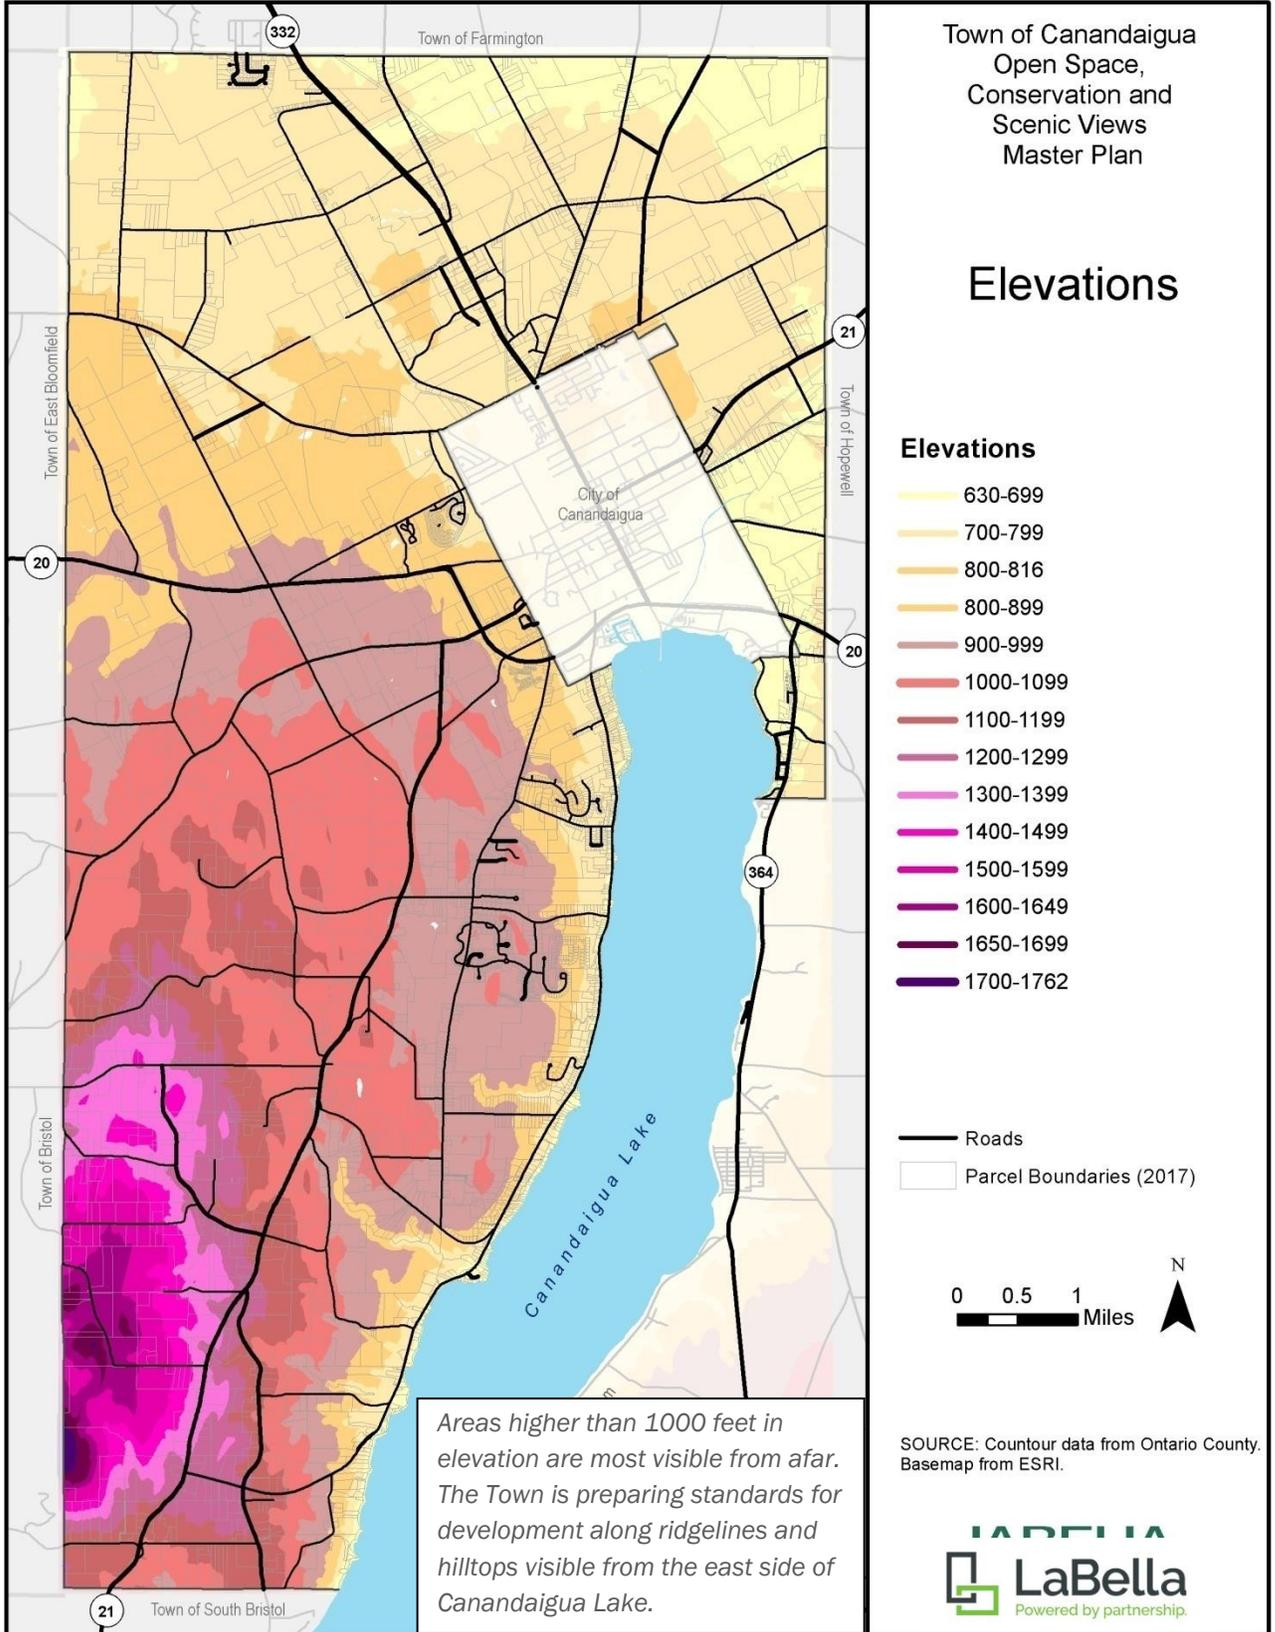 332
Town of Farmington
Town of East Bloomfield
21
Town of Hopewell
City of
Canandaigua
20
20
364
Town of Bristol
Canandaigua Lake
m
21
Town of South Bristol
Areas higher than 1000 feet in
elevation are most visible from afar.
The Town is preparing standards for
development along ridgelines and
hilltops visible from the east side of
Canandaigua Lake.
Town of Canandaigua
Open Space,
Conservation and
Scenic Views
Master Plan
Elevations
Elevations
630-699
700-799
800-816
800-899
900-999
1000-1099
1100-1199
1200-1299
1300-1399
1400-1499
1500-1599
1600-1649
1650-1699
1700-1762
Roads
Parcel Boundaries (2017)
N
0 0.5 1
Miles
SOURCE: Countour data from Ontario County.
Basemap from ESRI.
LaBella
Powered by partnership.